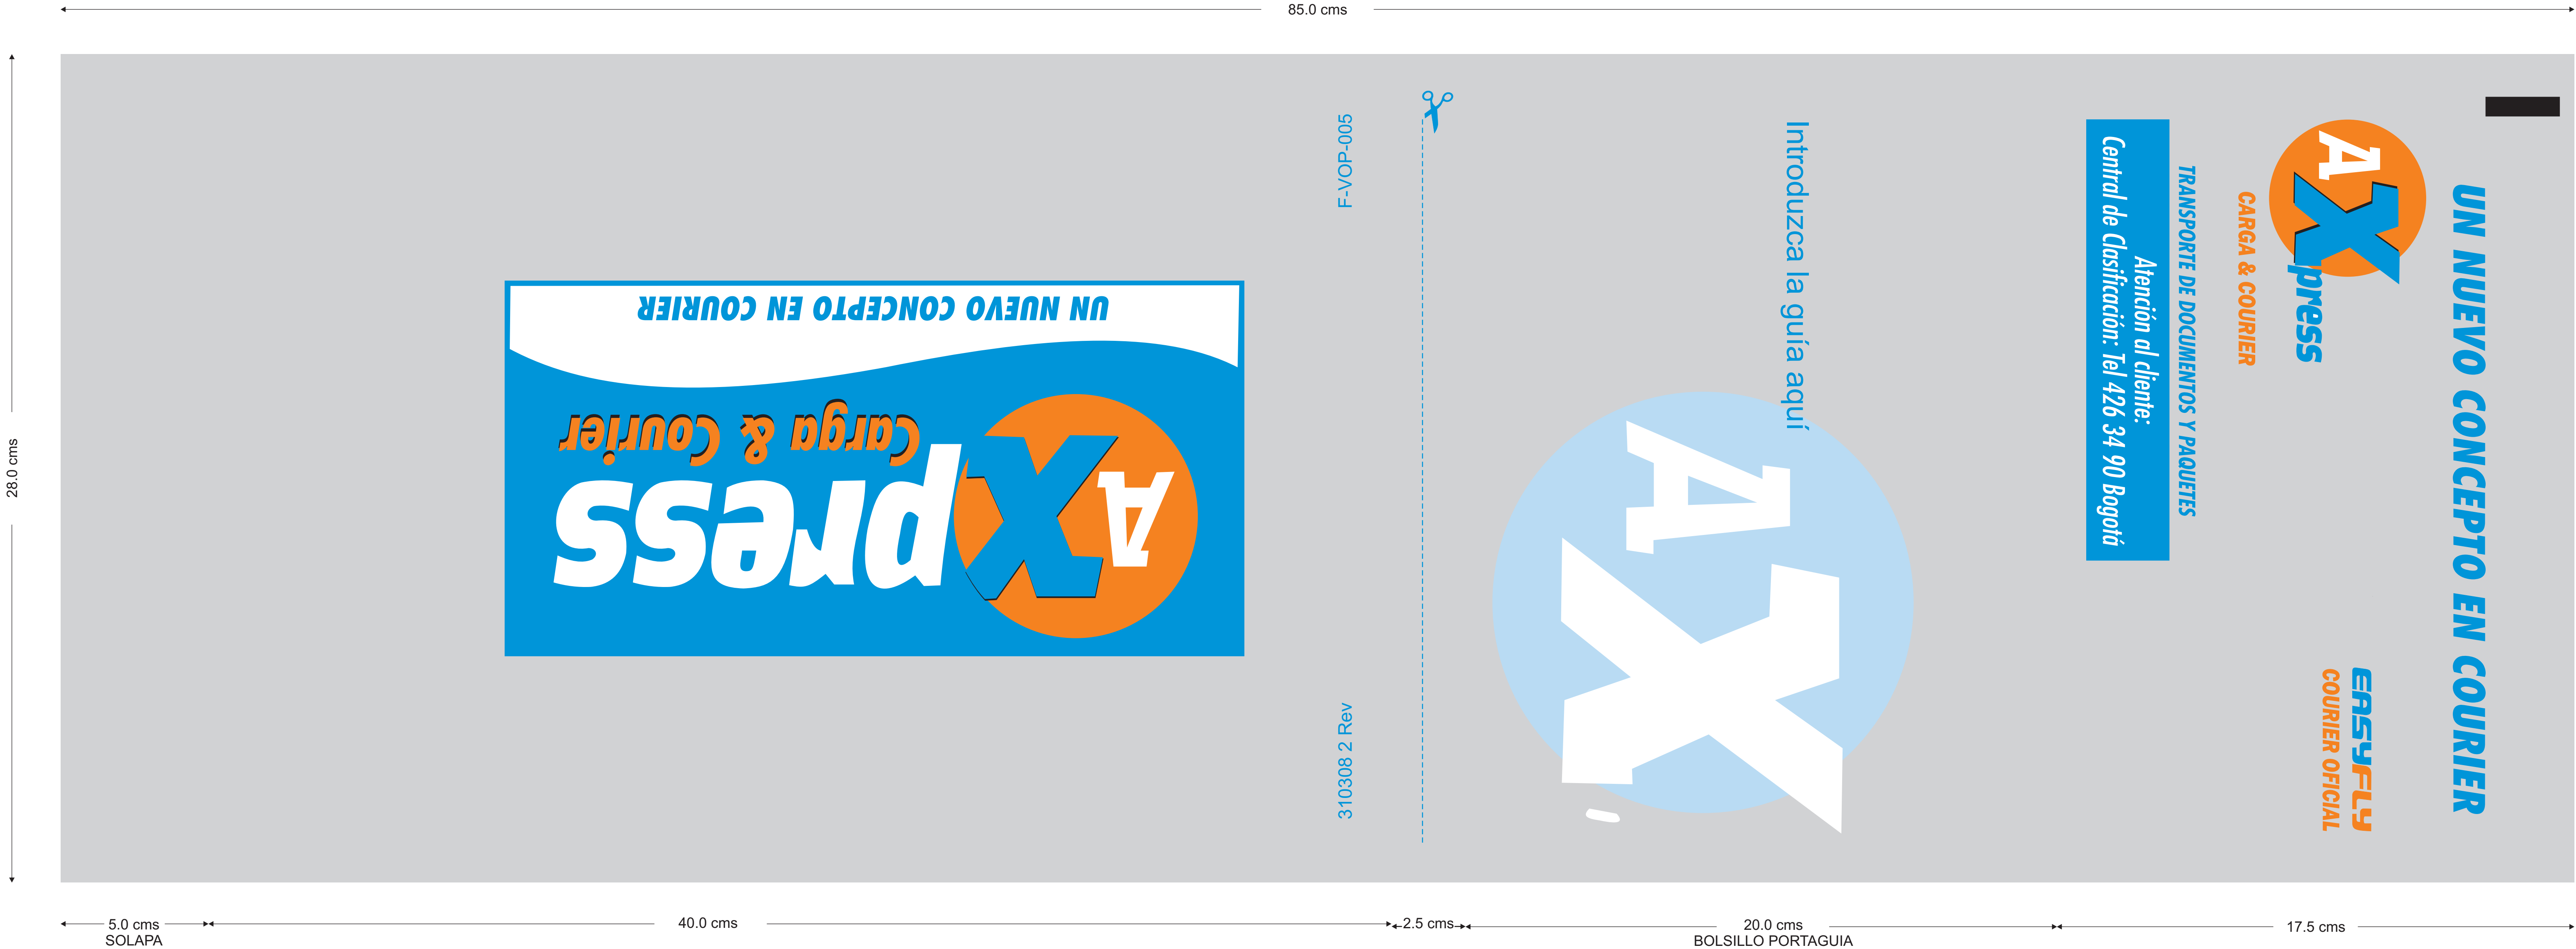 85.0 cms
28.0 cms
UN NUEVO CONCEPTO EN COURIER
Carga & Courier
AXpress
F-VOP-005
310308 2 Rev
Introduzca la guía aquí
AX
Atención al cliente:
Central de Clasificación: Tel 426 34 90 Bogotá
TRANSPORTE DE DOCUMENTOS Y PAQUETES
CARGA & COURIER
AXpress
UN NUEVO CONCEPTO EN COURIER
EASYFLY
COURIER OFICIAL
5.0 cms
SOLAPA
40.0 cms
2.5 cms
20.0 cms
BOLSILLO PORTAGUIA
17.5 cms